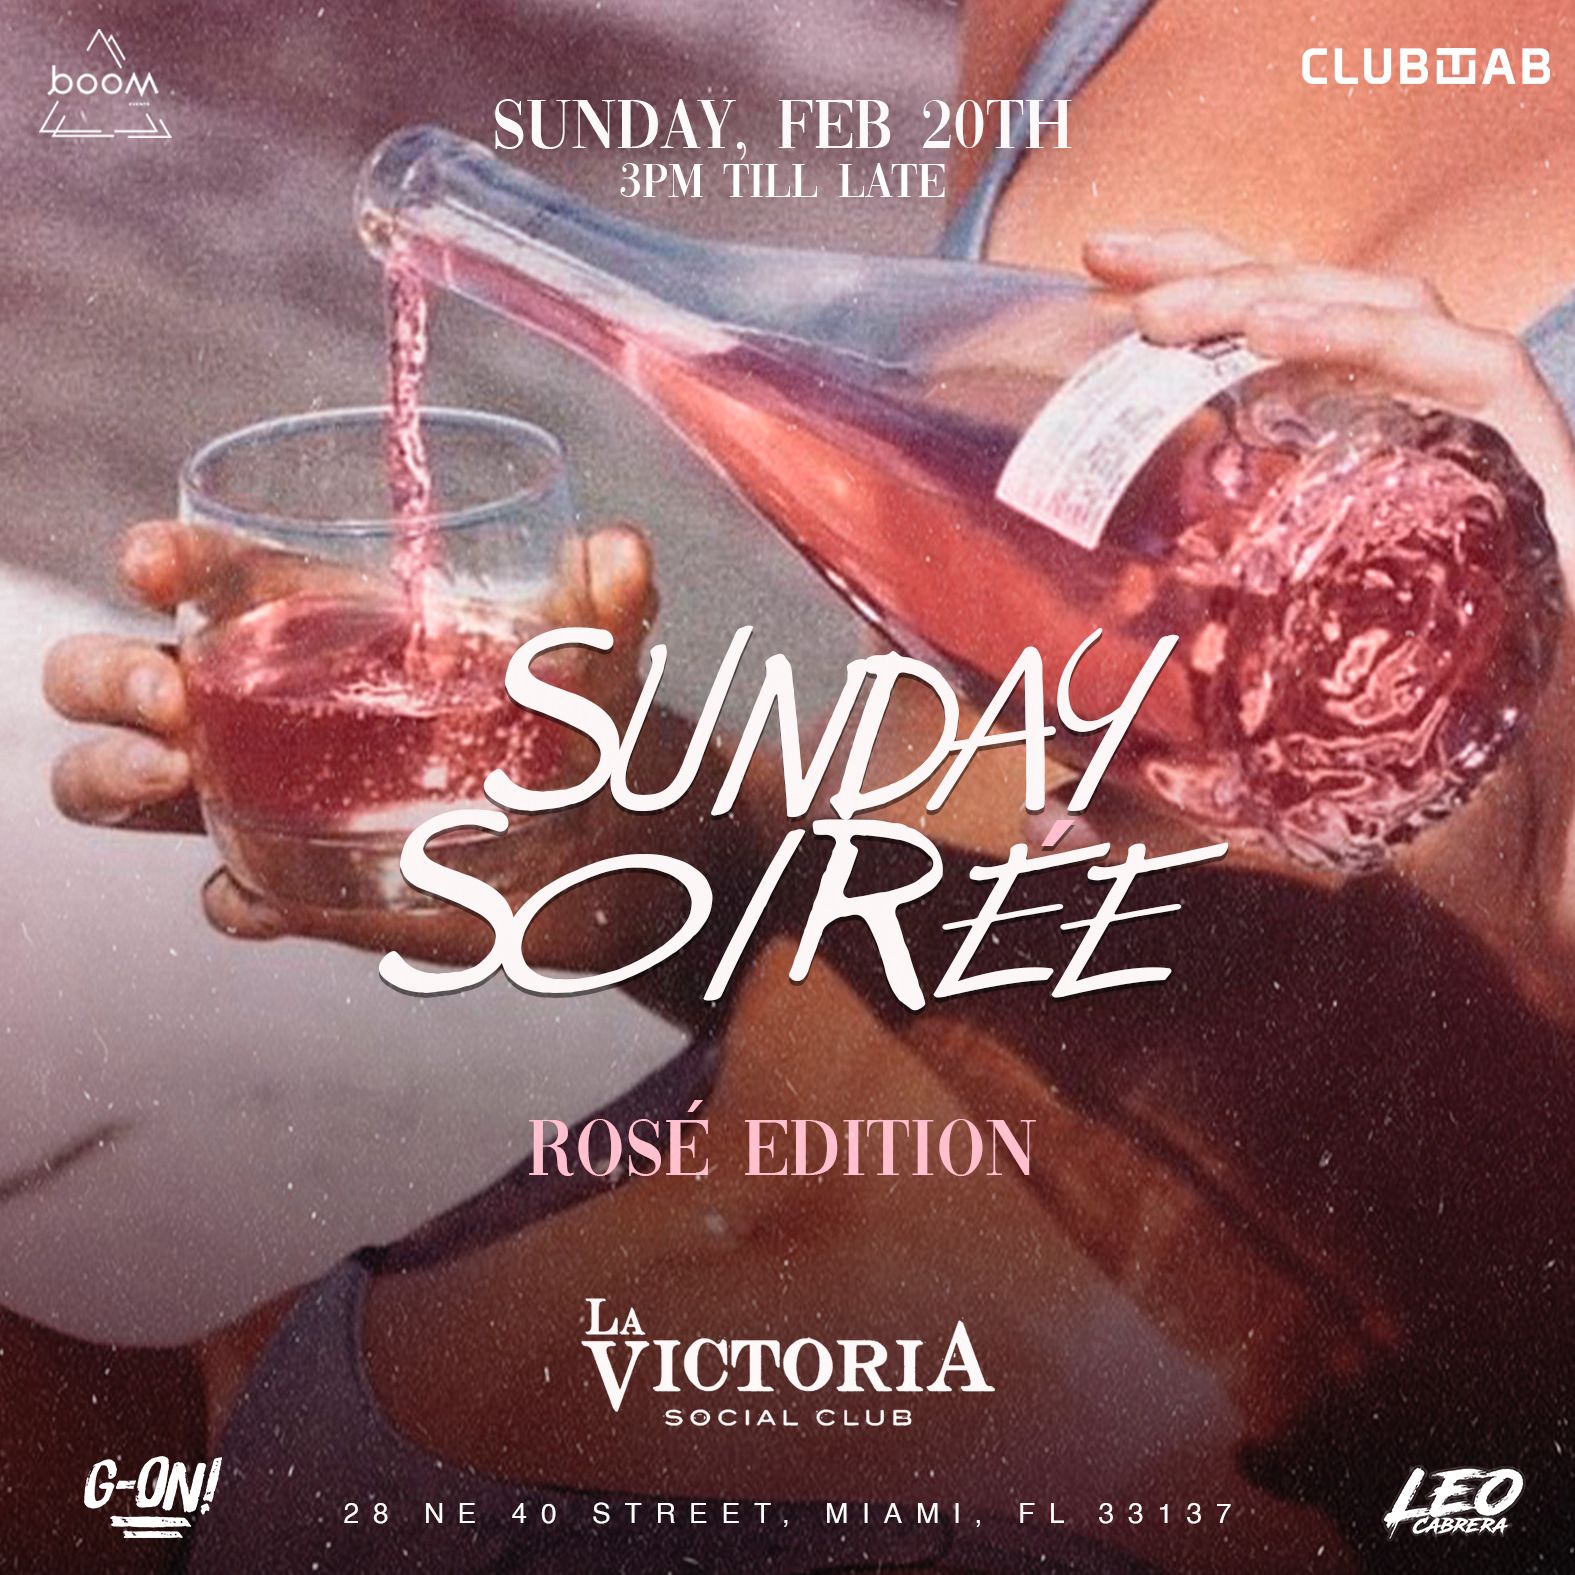 boom
EVENTS
CLUBTAB
SUNDAY, FEB 20TH
3PM TILL LATE
SUNDAY
SOIRÉE
ROSÉ EDITION
LA
VICTORIA
SOCIAL CLUB
G-ON!
28 NE 40 STREET, MIAMI, FL 33137
LEO
CABRERA